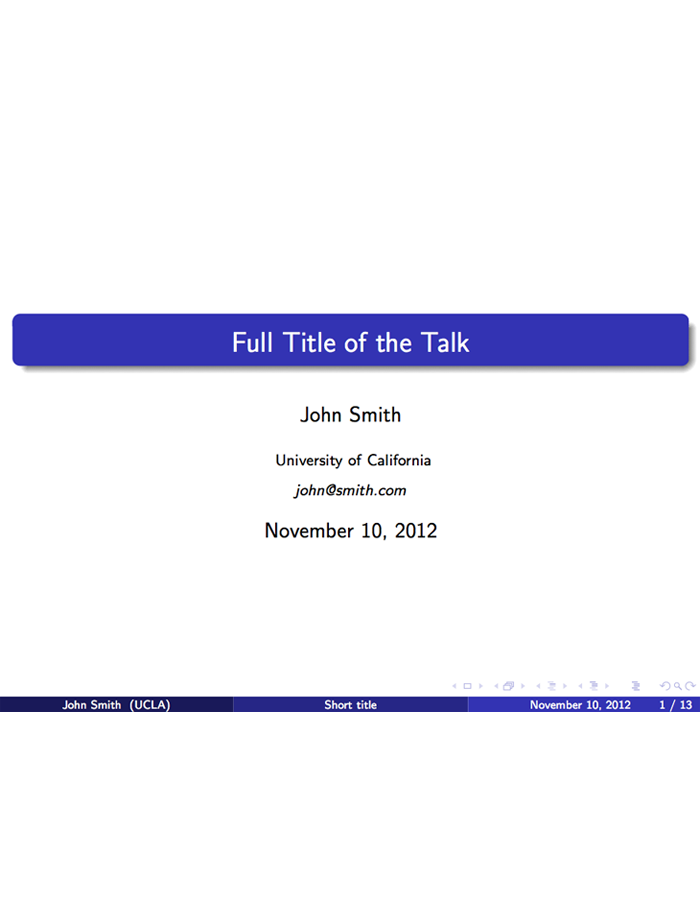 Full Title of the Talk
John Smith
University of California
john@smith.com
November 10, 2012
John Smith (UCLA) Short title November 10, 2012 1 / 13